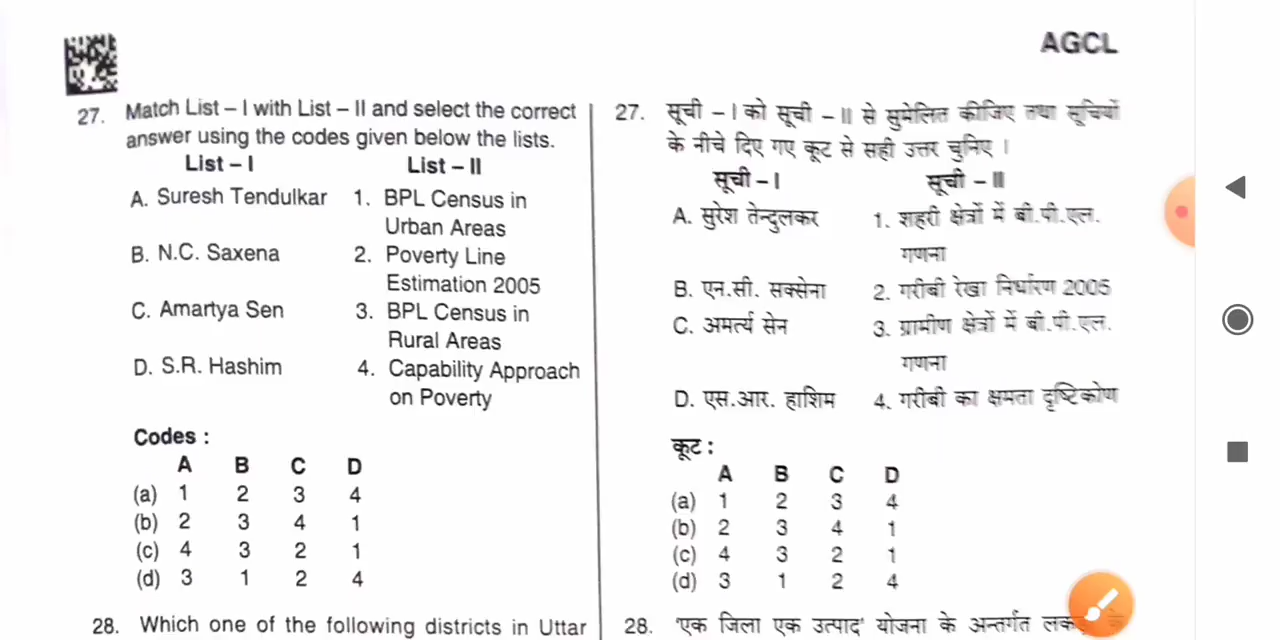 AGCL
27. Match List – I with List – II and select the correct
answer using the codes given below the lists.
List – I List – II
A. Suresh Tendulkar 1. BPL Census in
Urban Areas
B. N.C. Saxena 2. Poverty Line
Estimation 2005
C. Amartya Sen 3. BPL Census in
Rural Areas
D. S.R. Hashim 4. Capability Approach
on Poverty
Codes :
A B C D
(a) 1 2 3 4
(b) 2 3 4 1
(c) 4 3 2 1
(d) 3 1 2 4
28. Which one of the following districts in Uttar
27. सूची – I को सूची – II से सुमेलित कीजिए तथा सूचियों
के नीचे दिए गए कूट से सही उत्तर चुनिए ।
सूची – I सूची – II
A. सुरेश तेन्दुलकर 1. शहरी क्षेत्रों में बी.पी.एल.
गणना
B. एन.सी. सक्सेना 2. गरीबी रेखा निर्धारण 2005
C. अमर्त्य सेन 3. ग्रामीण क्षेत्रों में बी.पी.एल.
गणना
D. एस.आर. हाशिम 4. गरीबी का क्षमता दृष्टिकोण
कूट :
A B C D
(a) 1 2 3 4
(b) 2 3 4 1
(c) 4 3 2 1
(d) 3 1 2 4
28. 'एक जिला एक उत्पाद' योजना के अन्तर्गत